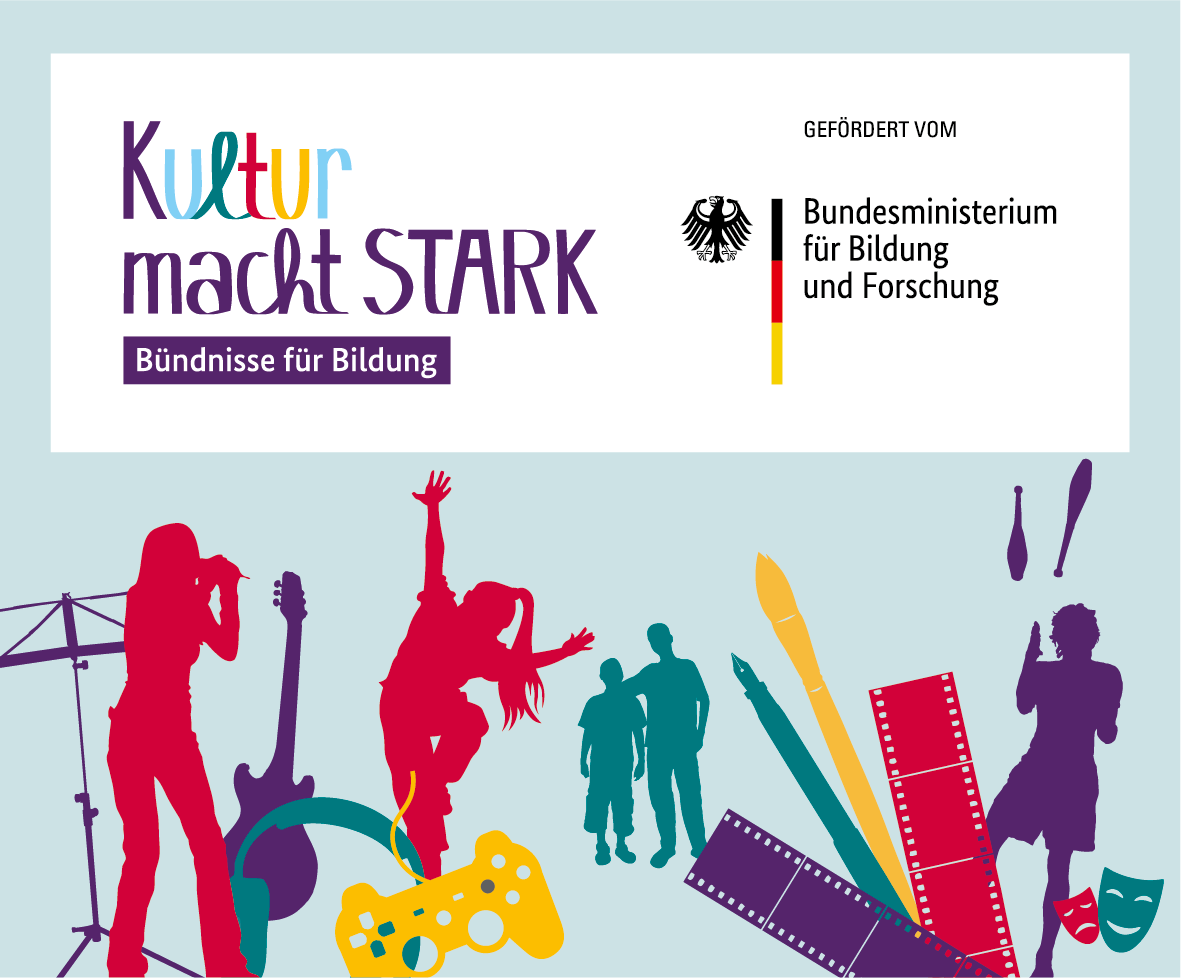 Kultur
macht STARK
Bündnisse für Bildung
GEFÖRDERT VOM
Bundesministerium
für Bildung
und Forschung